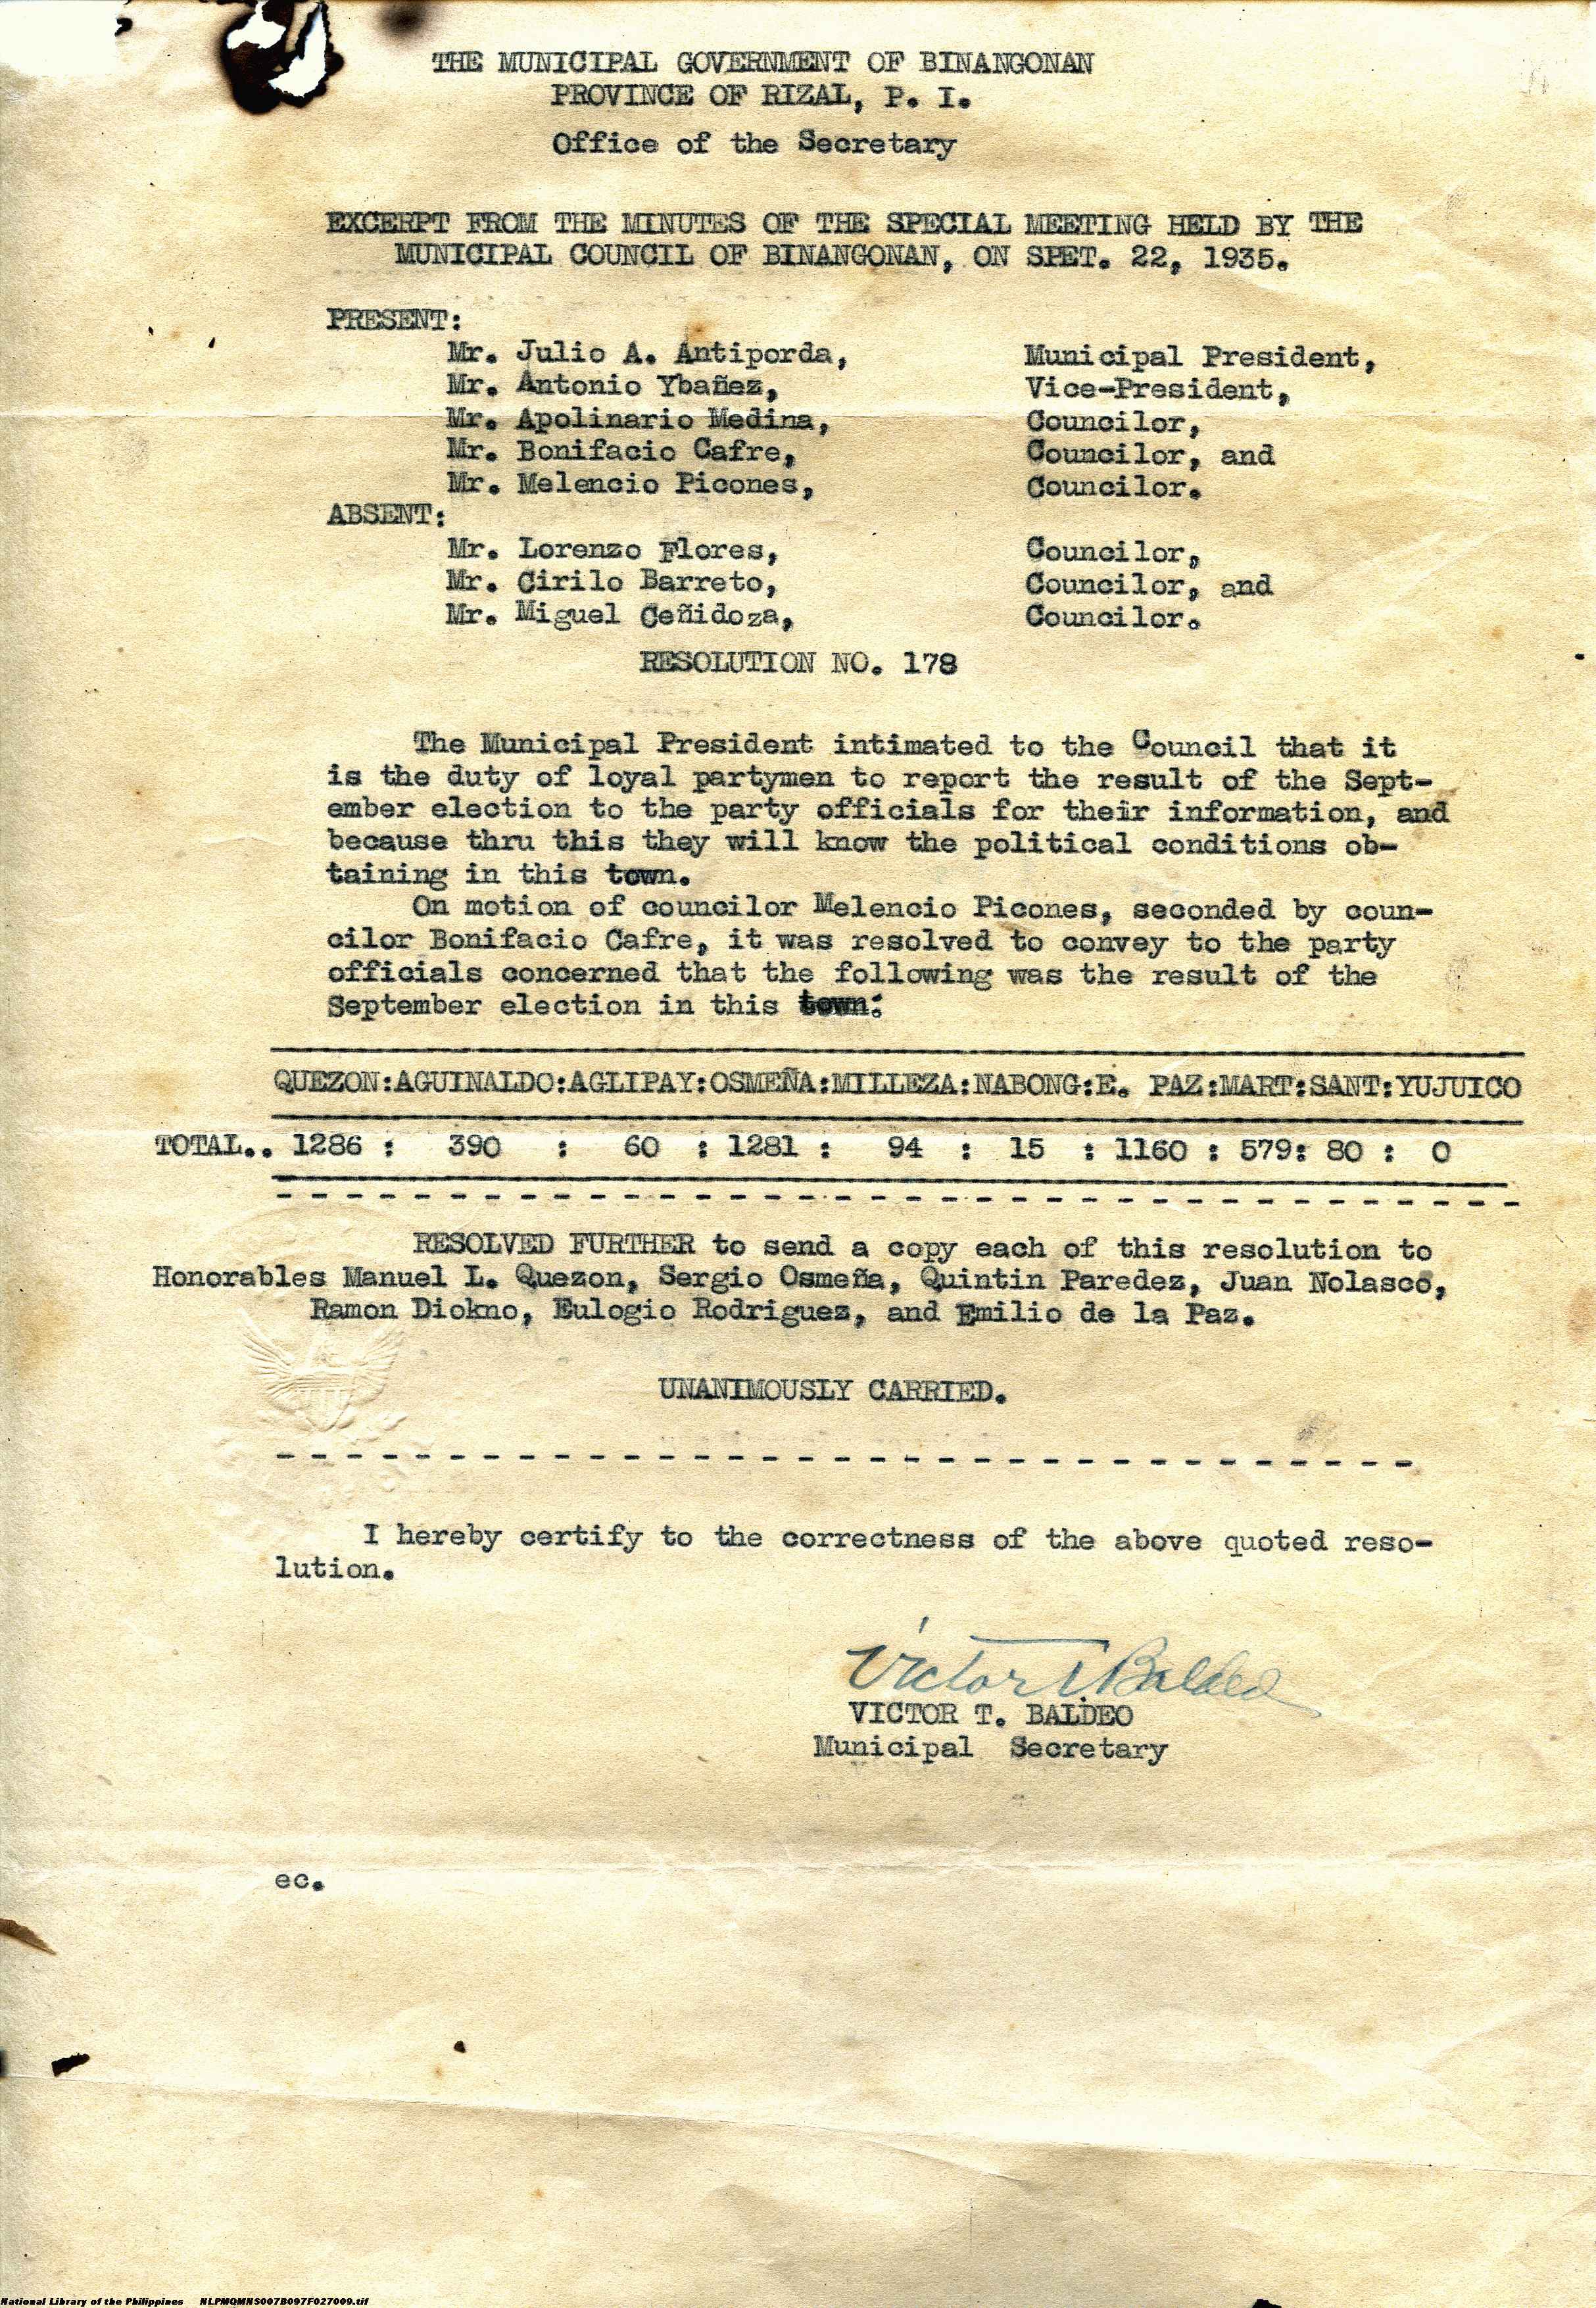 THE MUNICIPAL GOVERNMENT OF BINANGONAN
PROVINCE OF RIZAL, P. I.
Office of the Secretary
EXCERPT FROM THE MINUTES OF THE SPECIAL MEETING HELD BY THE
MUNICIPAL COUNCIL OF BINANGONAN, ON SPET. 22, 1935.
PRESENT:
Mr. Julio A. Antiporda, Municipal President,
Mr. Antonio Ybañez, Vice-President,
Mr. Apolinario Medina, Councilor,
Mr. Bonifacio Cafre, Councilor, and
Mr. Melencio Picones, Councilor.
ABSENT:
Mr. Lorenzo Flores, Councilor,
Mr. Cirilo Barreto, Councilor, and
Mr. Miguel Ceñidoza, Councilor.
RESOLUTION NO. 178
The Municipal President intimated to the Council that it
is the duty of loyal partymen to report the result of the Sept-
ember election to the party officials for their information, and
because thru this they will know the political conditions ob-
taining in this town.
On motion of councilor Melencio Picones, seconded by coun-
cilor Bonifacio Cafre, it was resolved to convey to the party
officials concerned that the following was the result of the
September election in this town:
QUEZON:AGUINALDO:AGLIPAY:OSMEÑA:MILLEZA:NABONG:E. PAZ:MART:SANT:YUJUICO
TOTAL.. 1286 : 390 : 60 : 1281 : 94 : 15 : 1160 : 579: 80 : 0
RESOLVED FURTHER to send a copy each of this resolution to
Honorables Manuel L. Quezon, Sergio Osmeña, Quintin Paredez, Juan Nolasco,
Ramon Diokno, Eulogio Rodriguez, and Emilio de la Paz.
UNANIMOUSLY CARRIED.
I hereby certify to the correctness of the above quoted reso-
lution.
Victor T Baldeo
VICTOR T. BALDEO
Municipal Secretary
ec.
National Library of the Philippines NLPMQMNS007B097F027009.tif